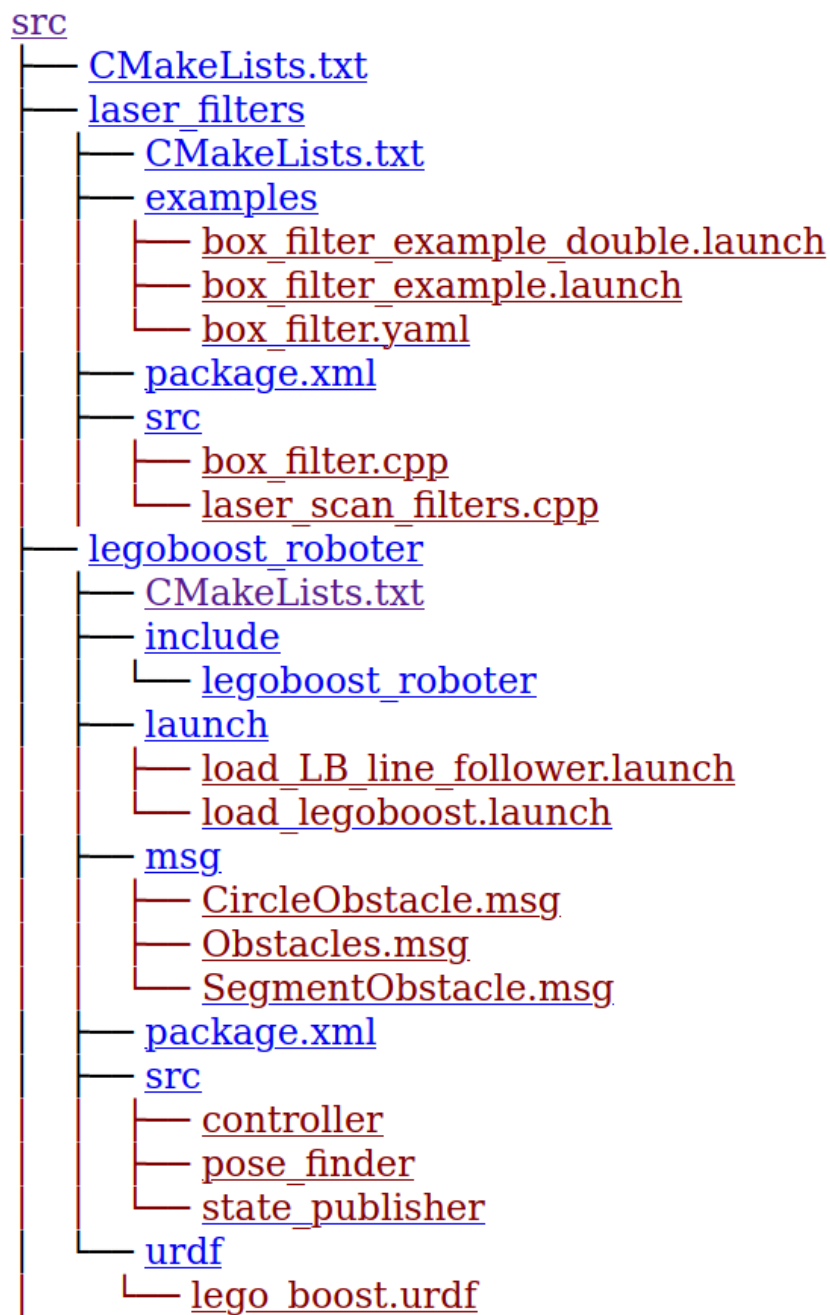 src
├── CMakeLists.txt
├── laser_filters
│   ├── CMakeLists.txt
│   ├── examples
│   │   ├── box_filter_example_double.launch
│   │   ├── box_filter_example.launch
│   │   └── box_filter.yaml
│   ├── package.xml
│   ├── src
│   │   ├── box_filter.cpp
│   │   └── laser_scan_filters.cpp
├── legoboost_roboter
│   ├── CMakeLists.txt
│   ├── include
│   │   └── legoboost_roboter
│   ├── launch
│   │   ├── load_LB_line_follower.launch
│   │   └── load_legoboost.launch
│   ├── msg
│   │   ├── CircleObstacle.msg
│   │   ├── Obstacles.msg
│   │   └── SegmentObstacle.msg
│   ├── package.xml
│   ├── src
│   │   ├── controller
│   │   ├── pose_finder
│   │   └── state_publisher
│   └── urdf
│       └── lego_boost.urdf